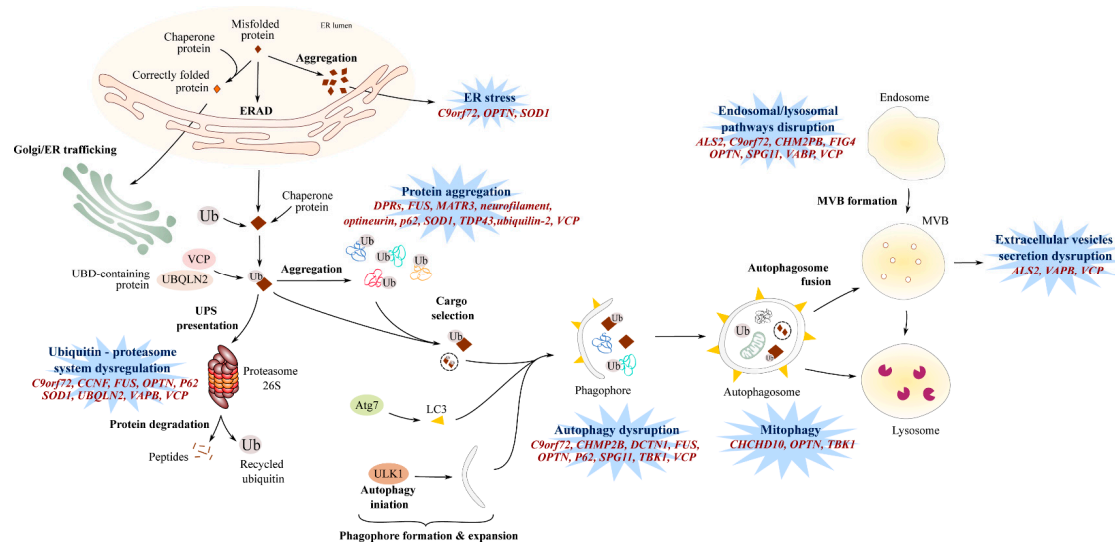 Misfolded
protein
ER lumen
Chaperone
protein
Aggregation
Correctly folded
protein
ERAD
ER stress
C9orf72, OPTN, SOD1
Golgi/ER trafficking
Ub
Chaperone
protein
Protein aggregation
DPRs, FUS, MATR3, neurofilament,
optineurin, p62, SOD1, TDP43,ubiquilin-2, VCP
VCP
UBD-containing
protein
UBQLN2
Ub
Aggregation
Ub
Ub
Ub
Ub
UPS
presentation
Cargo
selection
Ub
Ubiquitin - proteasome
system dysregulation
C9orf72, CCNF, FUS, OPTN, P62
SOD1, UBQLN2, VAPB, VCP
Proteasome
26S
Protein degradation
Peptides
Ub
Recycled
ubiquitin
Atg7
LC3
ULK1
Autophagy
iniation
Phagophore formation & expansion
Ub
Ub
Phagophore
Autophagy dysruption
C9orf72, CHMP2B, DCTN1, FUS,
OPTN, P62, SPG11, TBK1, VCP
Ub
Ub
Autophagosome
Mitophagy
CHCHD10, OPTN, TBK1
Autophagosome
fusion
Endosomal/lysosomal
pathways disruption
ALS2, C9orf72, CHM2PB, FIG4
OPTN, SPG11, VABP, VCP
Endosome
MVB formation
MVB
Extracellular vesicles
secretion disruption
ALS2, VAPB, VCP
Lysosome